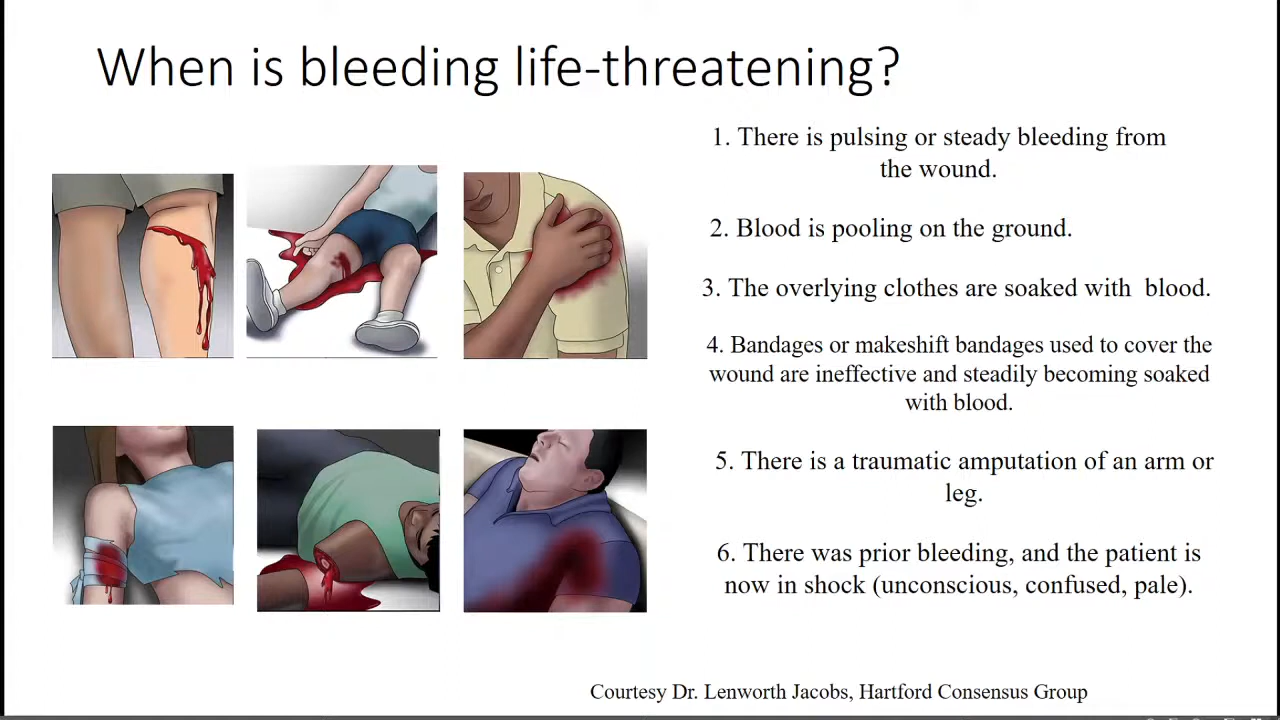 When is bleeding life-threatening?
1. There is pulsing or steady bleeding from
the wound.
2. Blood is pooling on the ground.
3. The overlying clothes are soaked with  blood.
4. Bandages or makeshift bandages used to cover the
wound are ineffective and steadily becoming soaked
with blood.
5. There is a traumatic amputation of an arm or
leg.
6. There was prior bleeding, and the patient is
now in shock (unconscious, confused, pale).
Courtesy Dr. Lenworth Jacobs, Hartford Consensus Group